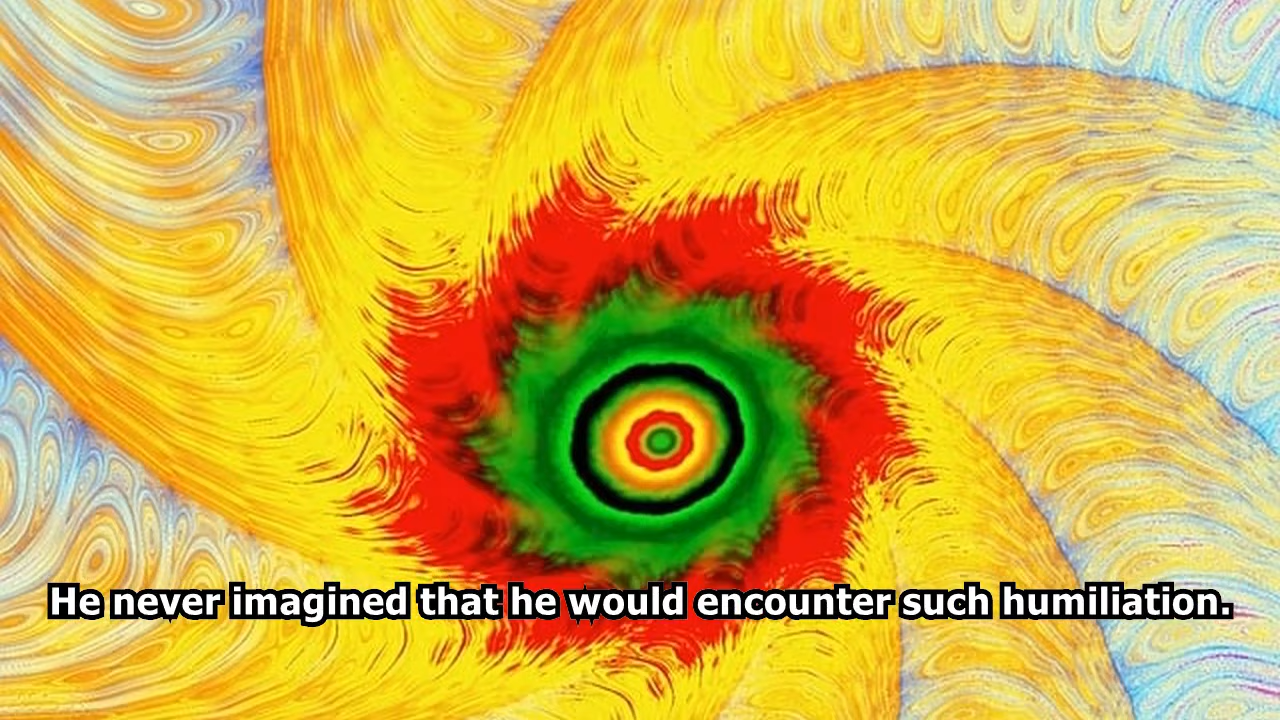 He never imagined that he would encounter such humiliation.